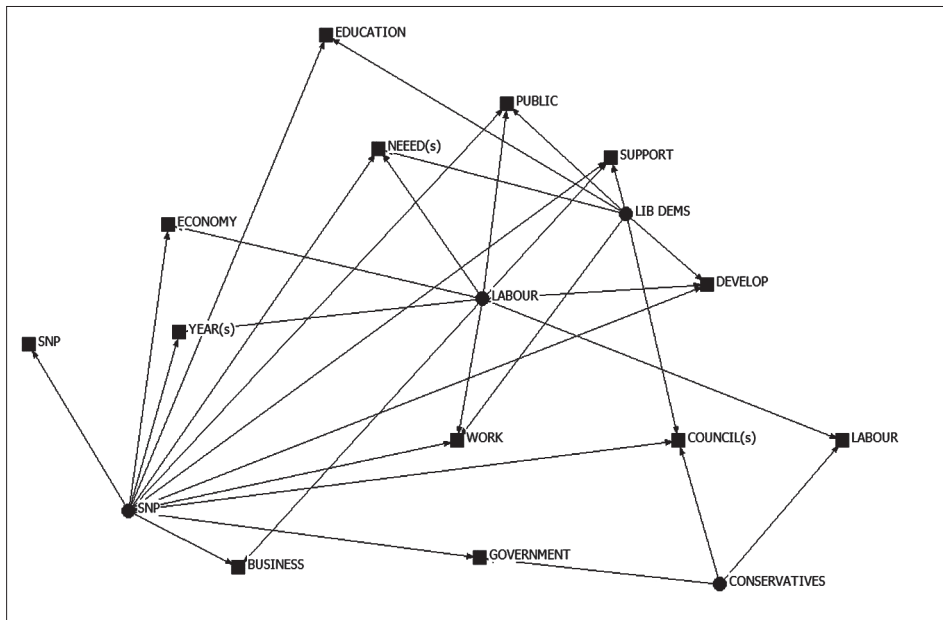 EDUCATION
PUBLIC
NEEED(s)
SUPPORT
LIB DEMS
ECONOMY
DEVELOP
LABOUR
YEAR(s)
SNP
WORK
COUNCIL(s)
LABOUR
SNP
GOVERNMENT
BUSINESS
CONSERVATIVES